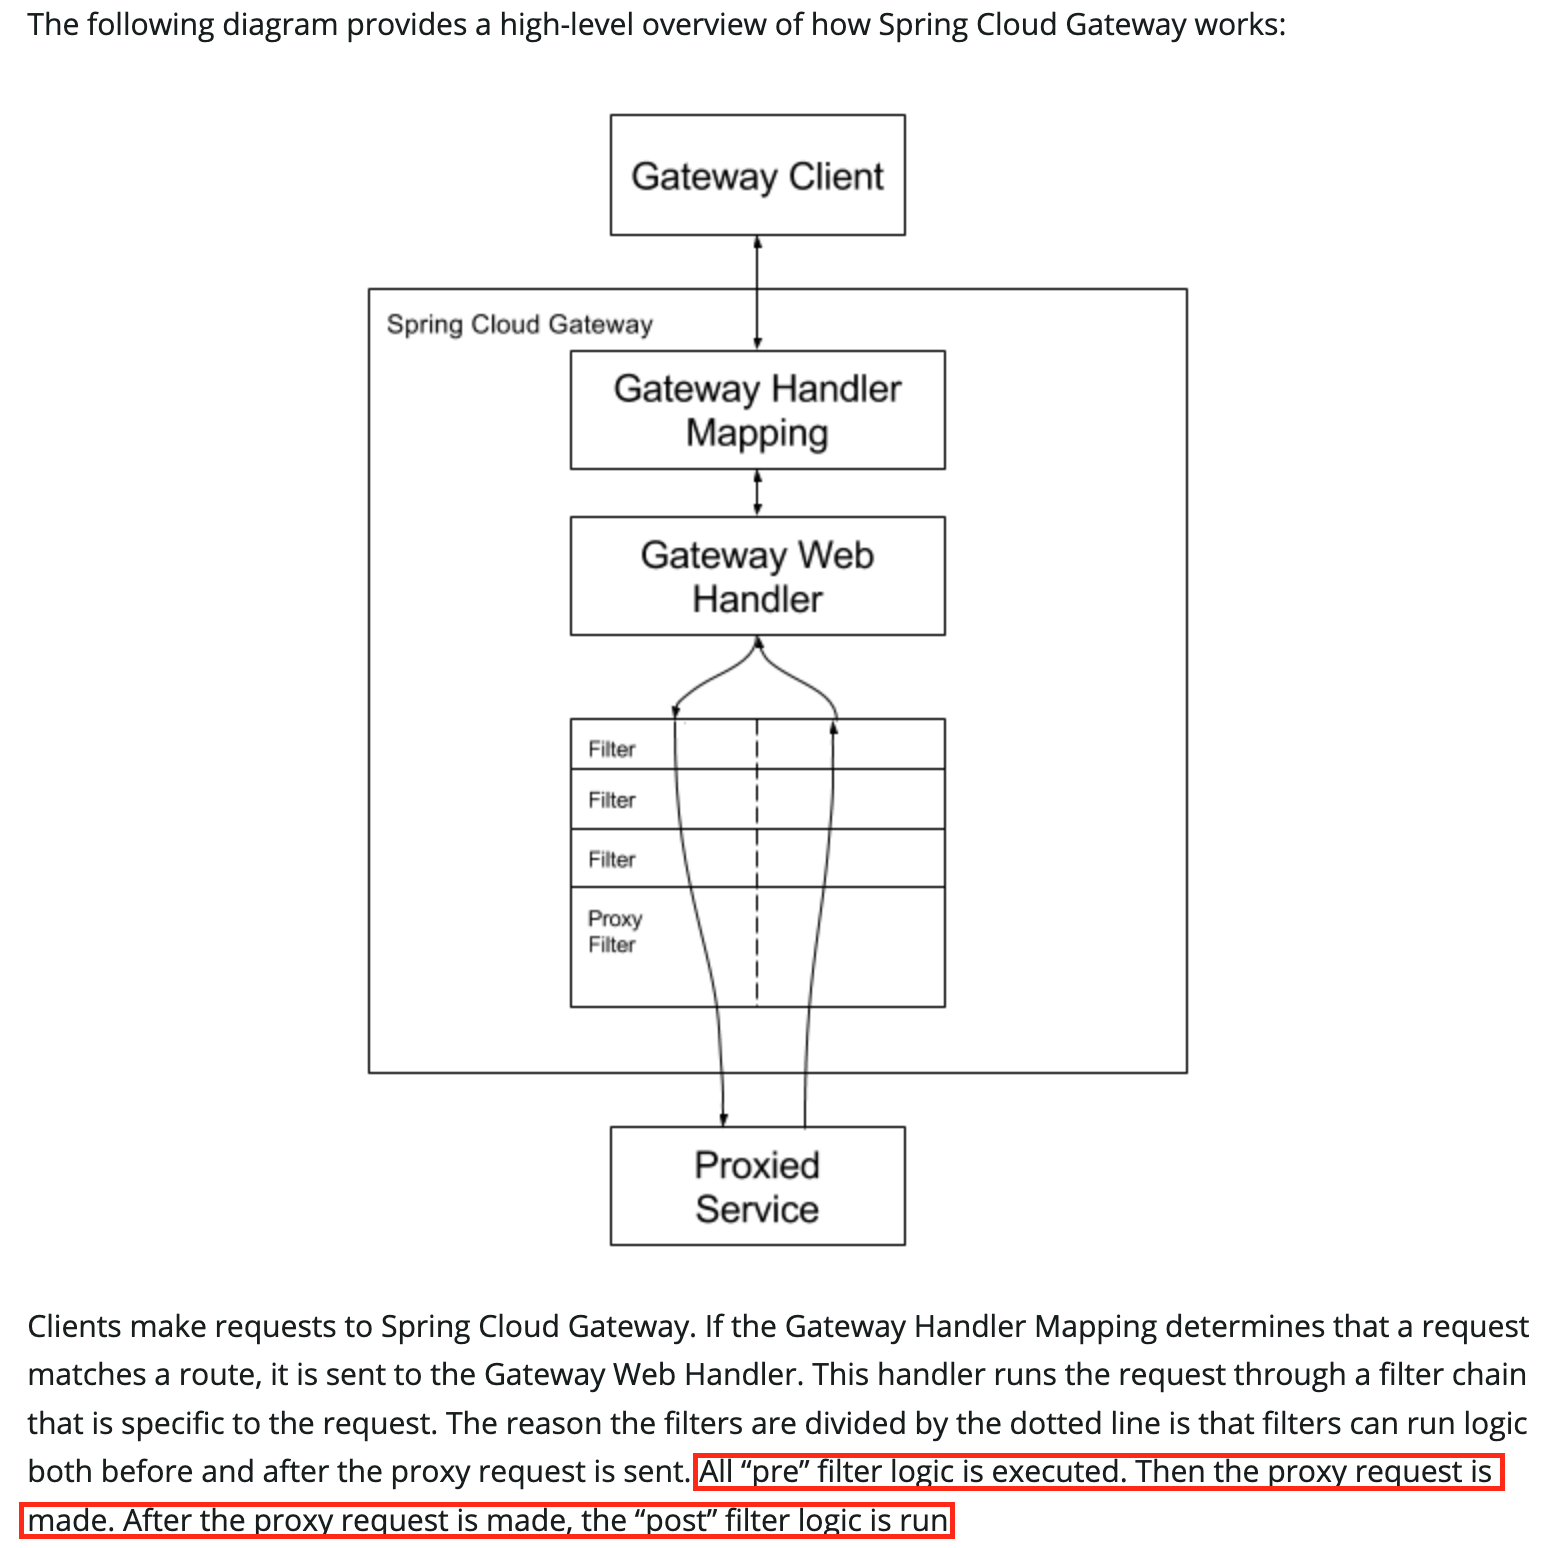 The following diagram provides a high-level overview of how Spring Cloud Gateway works:
Gateway Client
Spring Cloud Gateway
Gateway Handler
Mapping
Gateway Web
Handler
Filter
Filter
Filter
Proxy
Filter
Proxied
Service
Clients make requests to Spring Cloud Gateway. If the Gateway Handler Mapping determines that a request
matches a route, it is sent to the Gateway Web Handler. This handler runs the request through a filter chain
that is specific to the request. The reason the filters are divided by the dotted line is that filters can run logic
both before and after the proxy request is sent. All “pre” filter logic is executed. Then the proxy request is
made. After the proxy request is made, the “post” filter logic is run